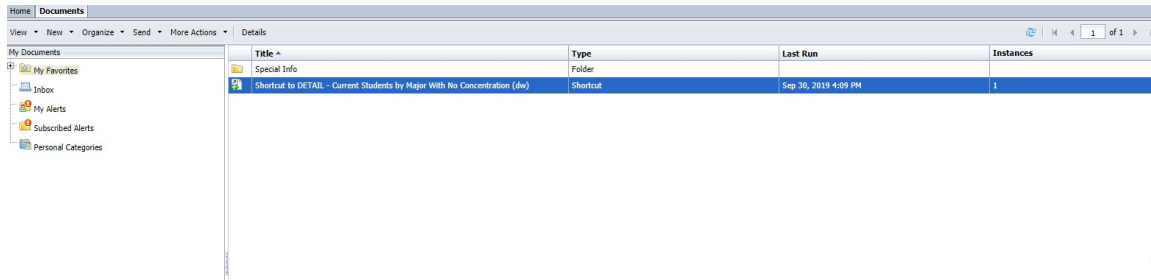 Home Documents
View New Organize Send More Actions Details 1 of 1
My Documents Title Type Last Run Instances
My Favorites Special Info Folder
Inbox Shortcut to DETAIL - Current Students by Major With No Concentration (dw) Shortcut Sep 30, 2019 4:09 PM 1
My Alerts
Subscribed Alerts
Personal Categories